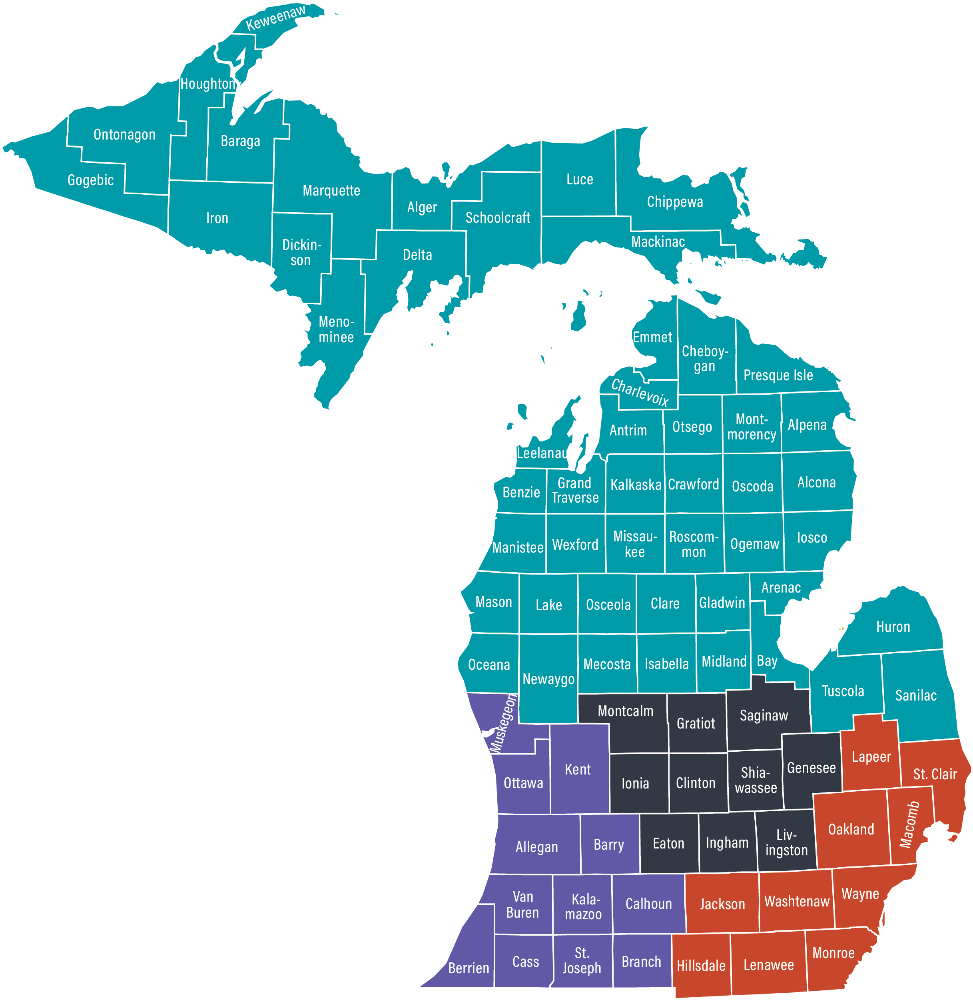 Keweenaw
Houghton
Ontonagon
Baraga
Gogebic
Luce
Marquette
Chippewa
Alger
Iron
Schoolcraft
Mackinac
Dickin-
son
Delta
Meno-
minee
Emmet
Cheboy-
gan
Presque Isle
Charlevoix
Antrim
Otsego
Mont-
morency
Alpena
Leelanau
Benzie
Grand
Traverse
Kalkaska
Crawford
Oscoda
Alcona
Manistee
Wexford
Missau-
kee
Roscom-
mon
Ogemaw
Iosco
Arenac
Mason
Lake
Osceola
Clare
Gladwin
Huron
Oceana
Newaygo
Mecosta
Isabella
Midland
Bay
Tuscola
Sanilac
Muskegon
Montcalm
Gratiot
Saginaw
Lapeer
Kent
Ottawa
Ionia
Clinton
Shia-
wassee
Genesee
St. Clair
Allegan
Barry
Eaton
Ingham
Liv-
ingston
Oakland
Macomb
Van
Buren
Kala-
mazoo
Calhoun
Jackson
Washtenaw
Wayne
Berrien
Cass
St.
Joseph
Branch
Hillsdale
Lenawee
Monroe